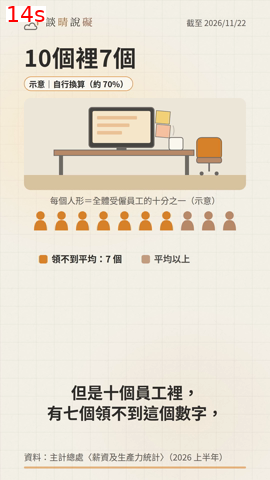 14s
談晴說礙
截至 2026/11/22
10個裡7個
示意｜自行換算（約 70%）
每個人形＝全體受僱員工的十分之一（示意）
領不到平均：7 個
平均以上
但是十個員工裡，
有七個領不到這個數字，
資料：主計總處〈薪資及生產力統計〉（2026 上半年）